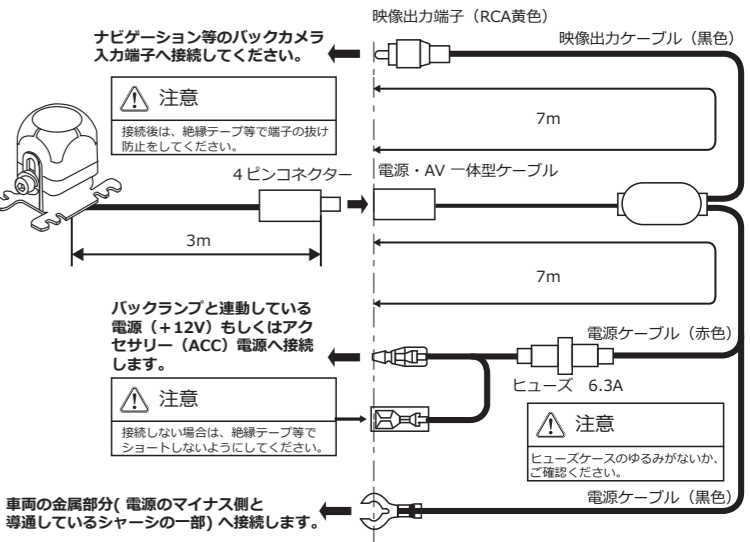 映像出力端子（RCA黄色）
ナビゲーション等のバックカメラ
入力端子へ接続してください。
映像出力ケーブル（黒色）
注意
接続後は、絶縁テープ等で端子の抜け
防止をしてください。
7m
4 ピンコネクター
電源・AV 一体型ケーブル
3m
7m
バックランプと連動している
電源（＋12V）もしくはアク
セサリー（ACC）電源へ接続
します。
電源ケーブル（赤色）
ヒューズ　6.3A
注意
接続しない場合は、絶縁テープ等で
ショートしないようにしてください。
注意
ヒューズケースのゆるみがないか、
ご確認ください。
電源ケーブル（黒色）
車両の金属部分( 電源のマイナス側と
導通しているシャーシの一部) へ接続します。